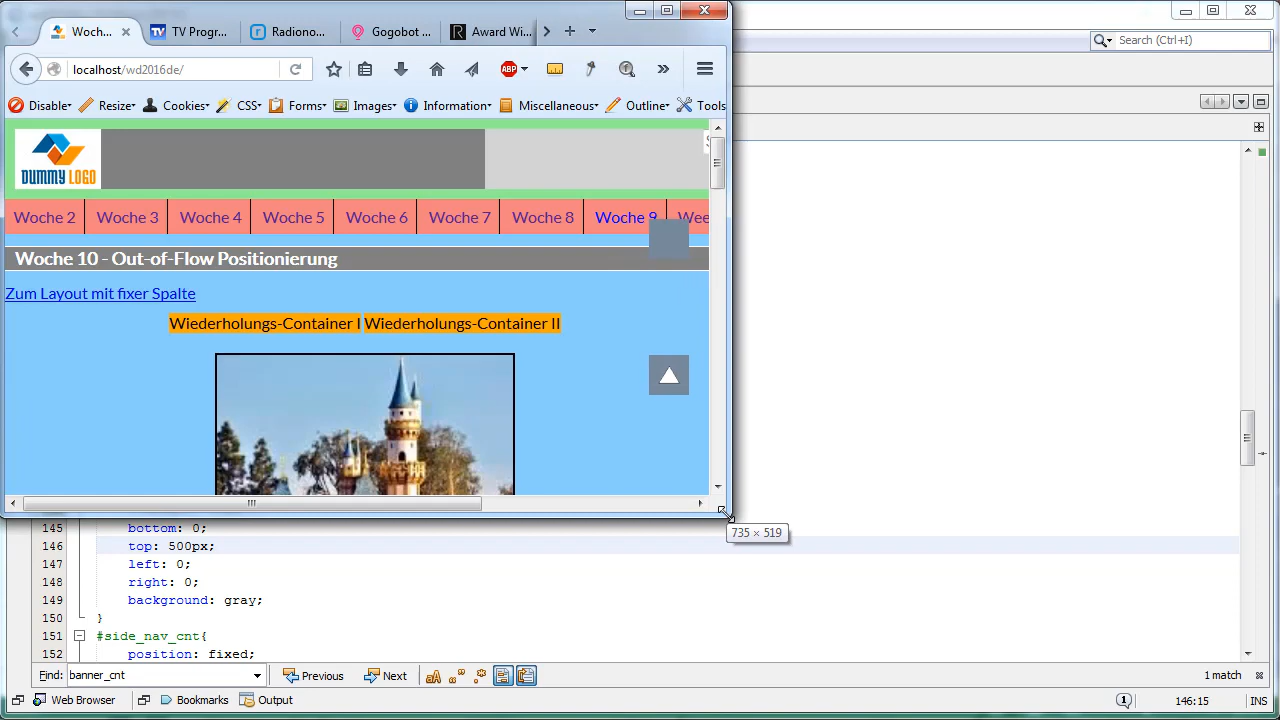 Woch...
TV Progr...
Radiono...
Gogobot
Award Wi...
localhost/wd2016de/
ABP
Search (Ctrl+I)
Disable
Resize
Cookies
CSS
Forms
Images
Information
Miscellaneous
Outline
Tools
DUMMY LOGO
Woche 2
Woche 3
Woche 4
Woche 5
Woche 6
Woche 7
Woche 8
Woche 9
Wee
Woche 10 - Out-of-Flow Positionierung
Zum Layout mit fixer Spalte
Wiederholungs-Container I Wiederholungs-Container II
735 × 519
145 bottom: 0;
146 top: 500px;
147 left: 0;
148 right: 0;
149 background: gray;
150 }
151 #side_nav_cnt{
152 position: fixed;
Find: banner_cnt
Previous
Next
1 match
Web Browser
Bookmarks
Output
1
146:15
INS